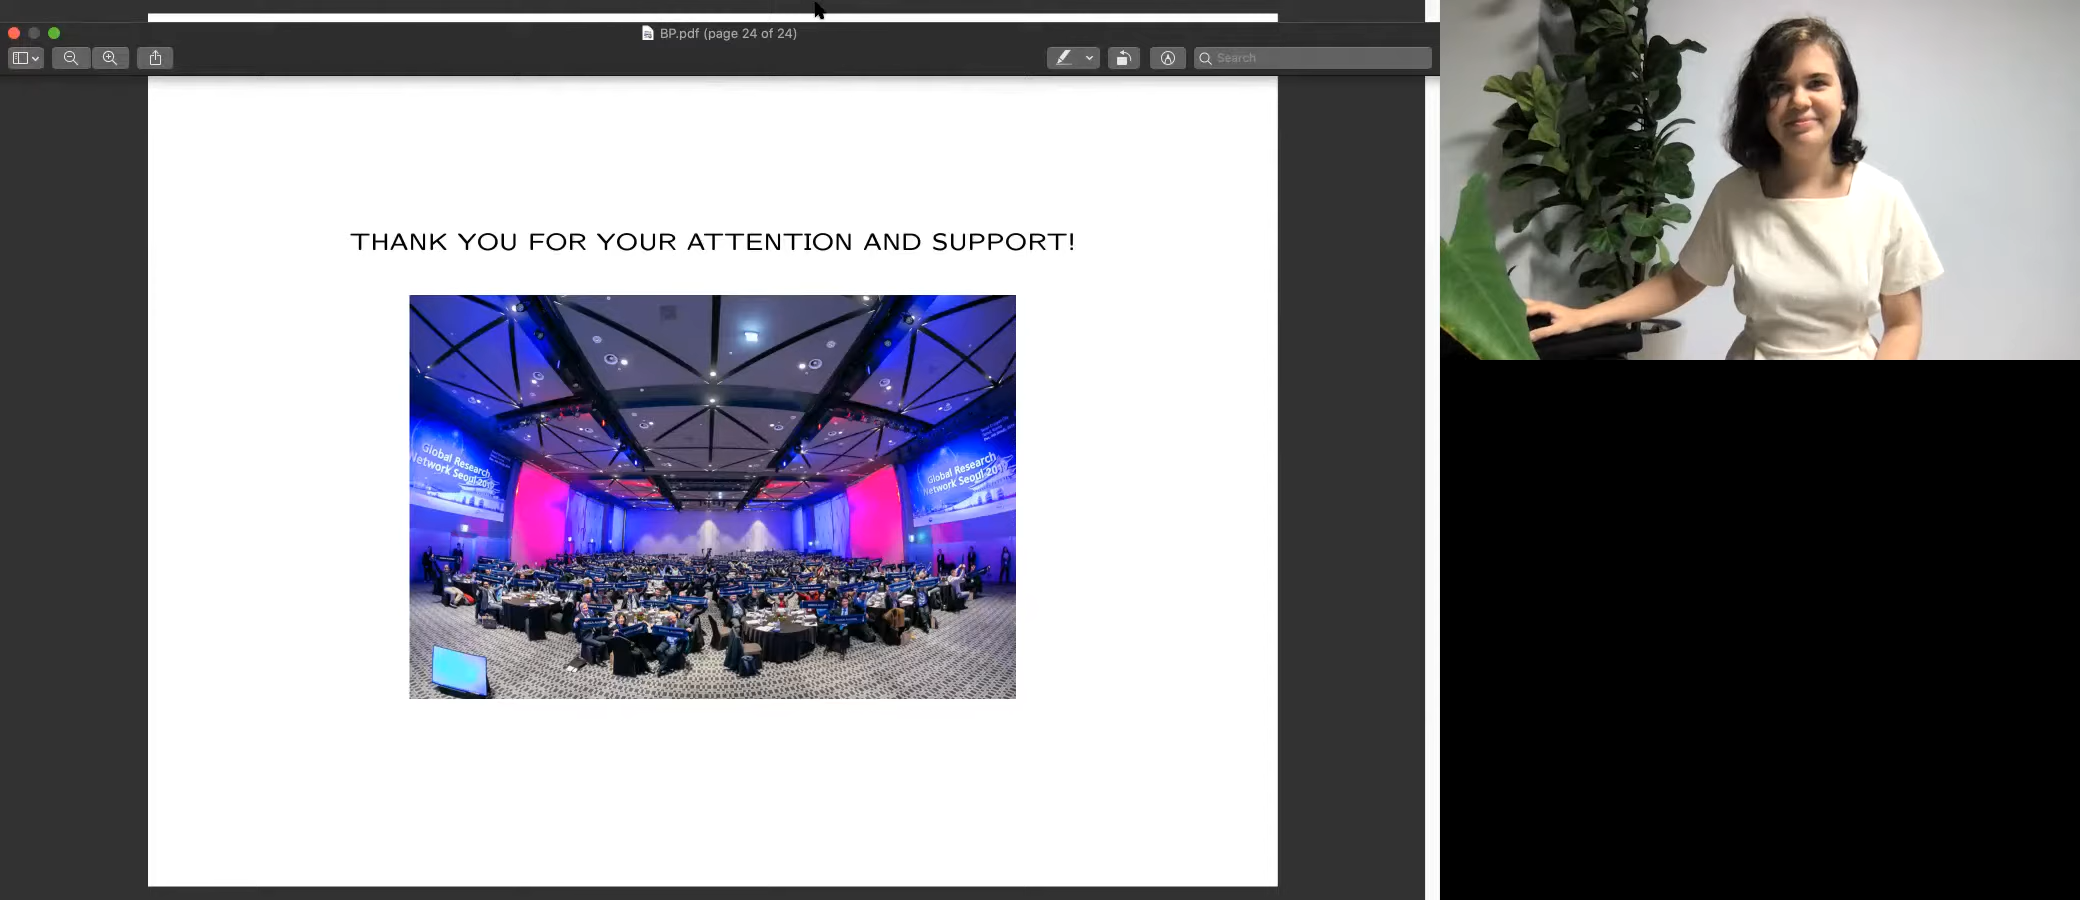 BP.pdf (page 24 of 24)
Search
THANK YOU FOR YOUR ATTENTION AND SUPPORT!
Global Research
Network Seoul 2019
Global Research
Network Seoul 201